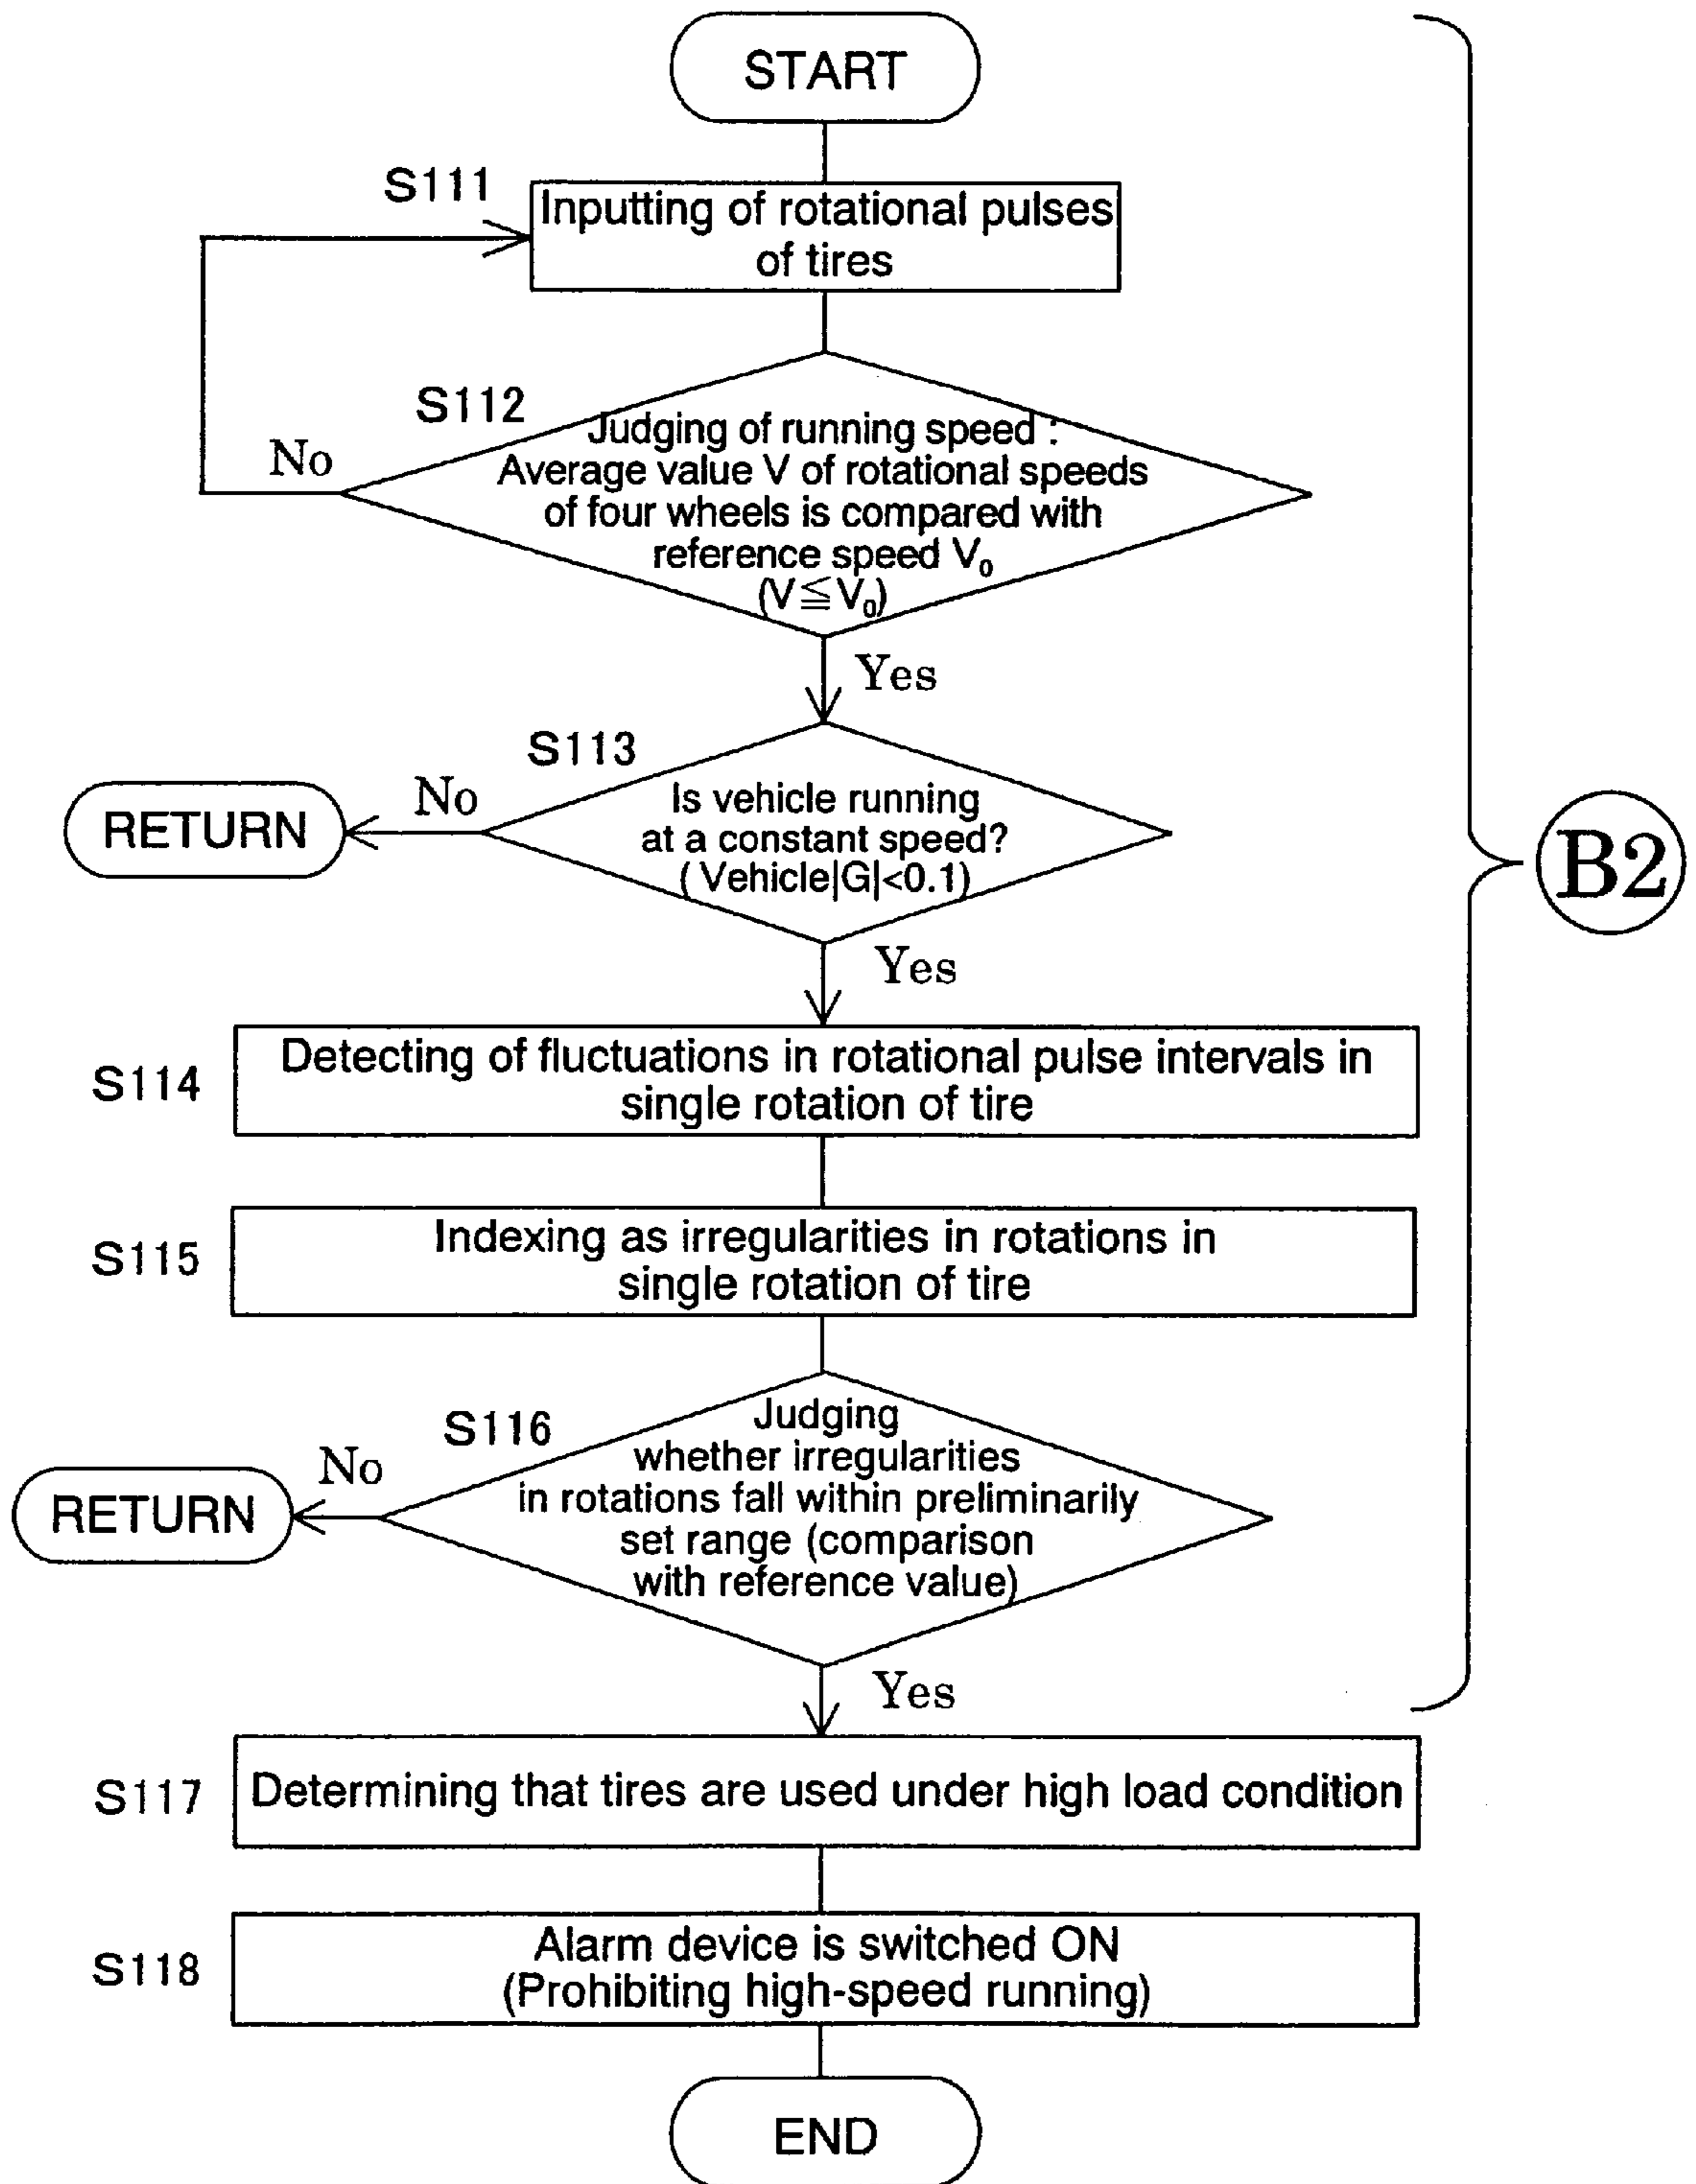 START
S111
Inputting of rotational pulses
of tires
S112
No
Judging of running speed :
Average value V of rotational speeds
of four wheels is compared with
reference speed V₀
(V≦V₀)
Yes
S113
RETURN
No
Is vehicle running
at a constant speed?
( Vehicle|G|<0.1)
B2
Yes
S114
Detecting of fluctuations in rotational pulse intervals in
single rotation of tire
S115
Indexing as irregularities in rotations in
single rotation of tire
S116
RETURN
No
Judging
whether irregularities
in rotations fall within preliminarily
set range (comparison
with reference value)
Yes
S117
Determining that tires are used under high load condition
S118
Alarm device is switched ON
(Prohibiting high-speed running)
END